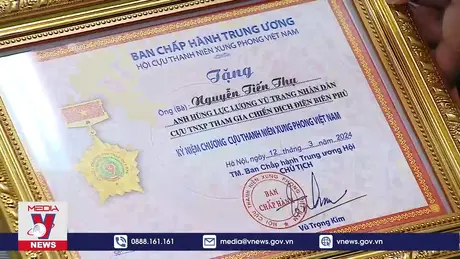 BAN CHẤP HÀNH TRUNG ƯƠNG
HỘI CỰU THANH NIÊN XUNG PHONG VIỆT NAM
Tặng
Ông (Bà) Nguyễn Tiến Thụ
ANH HÙNG LỰC LƯỢNG VŨ TRANG NHÂN DÂN
CỰU TNXP THAM GIA CHIẾN DỊCH ĐIỆN BIÊN PHỦ
KỶ NIỆM CHƯƠNG CỰU THANH NIÊN XUNG PHONG VIỆT NAM
Hà Nội, ngày 12 tháng 3 năm 2024
TM. Ban Chấp hành Trung ương Hội
CHỦ TỊCH
BAN
CHẤP HÀNH
Vũ Trọng Kim
MEDIA
V
NEWS
0888.161.161
media@vnews.gov.vn
https://vnews.gov.vn